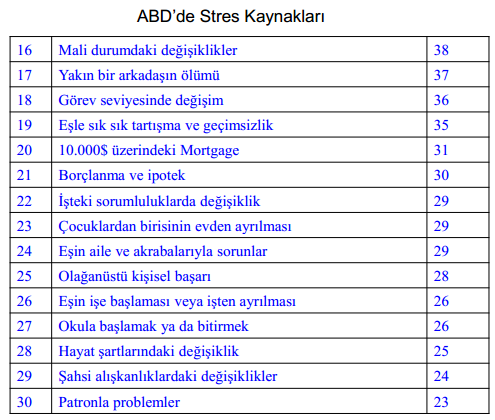 ABD’de Stres Kaynakları
16 Mali durumdaki değişiklikler 38
17 Yakın bir arkadaşın ölümü 37
18 Görev seviyesinde değişim 36
19 Eşle sık sık tartışma ve geçimsizlik 35
20 10.000$ üzerindeki Mortgage 31
21 Borçlanma ve ipotek 30
22 İşteki sorumluluklarda değişiklik 29
23 Çocuklardan birisinin evden ayrılması 29
24 Eşin aile ve akrabalarıyla sorunlar 29
25 Olağanüstü kişisel başarı 28
26 Eşin işe başlaması veya işten ayrılması 26
27 Okula başlamak ya da bitirmek 26
28 Hayat şartlarındaki değişiklik 25
29 Şahsi alışkanlıklardaki değişiklikler 24
30 Patronla problemler 23